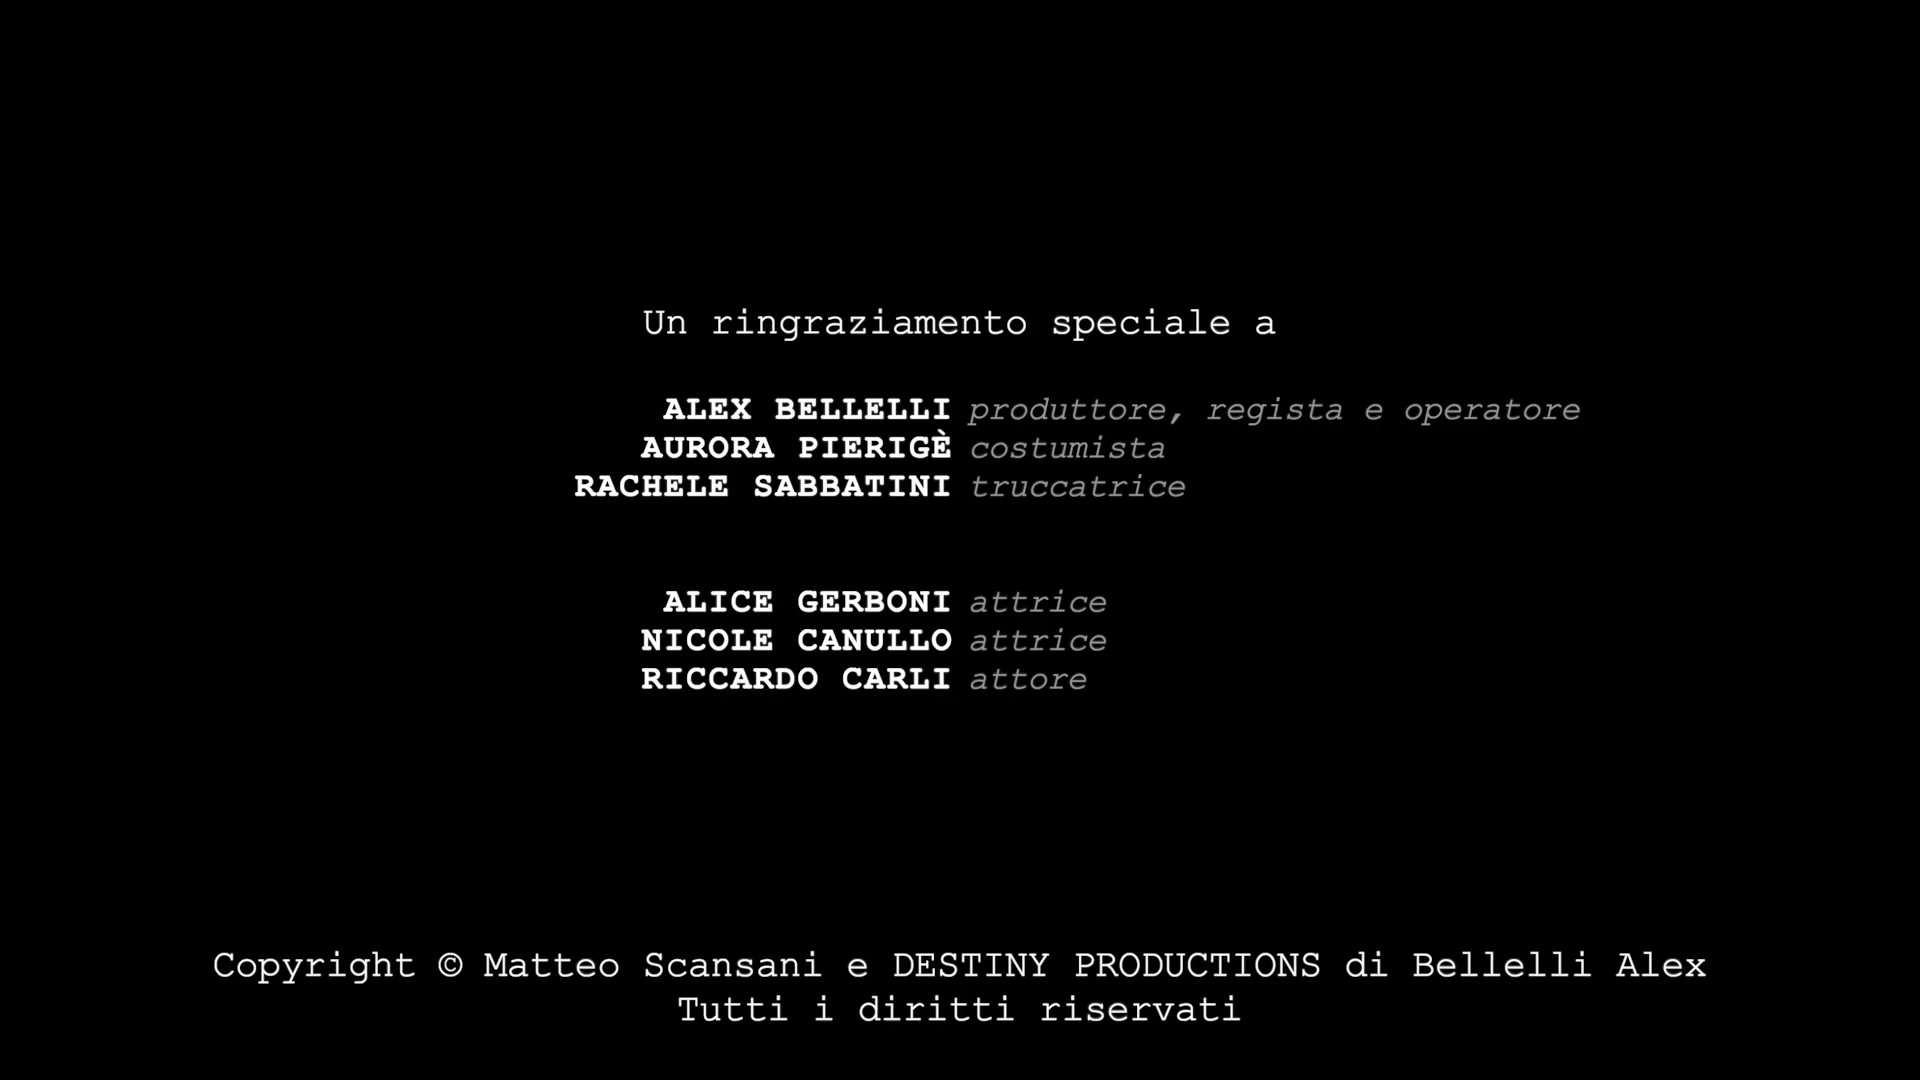 Un ringraziamento speciale a
ALEX BELLELLI produttore, regista e operatore
AURORA PIERIGÈ costumista
RACHELE SABBATINI truccatrice
ALICE GERBONI attrice
NICOLE CANULLO attrice
RICCARDO CARLI attore
Copyright © Matteo Scansani e DESTINY PRODUCTIONS di Bellelli Alex
Tutti i diritti riservati